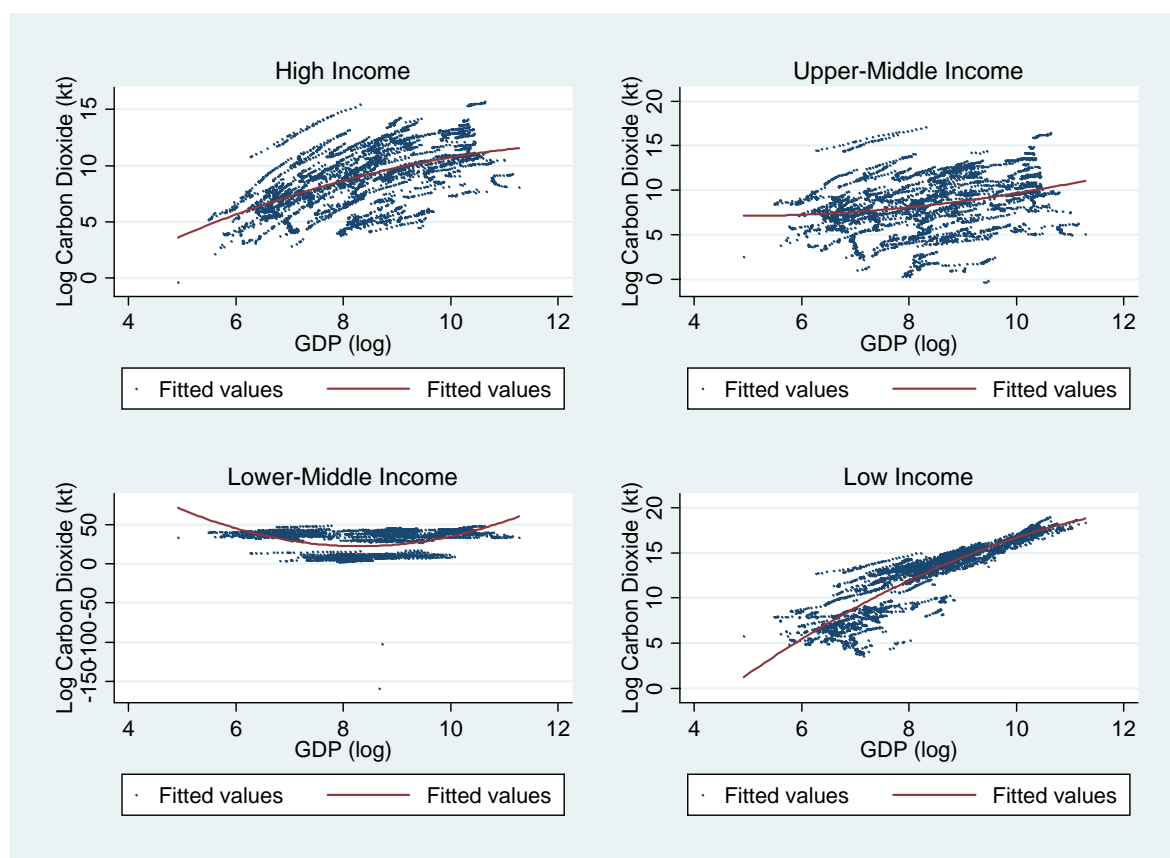 High Income
Log Carbon Dioxide (kt)
15
10
5
0
4 6 8 10 12
GDP (log)
Fitted values Fitted values
Upper-Middle Income
Log Carbon Dioxide (kt)
20
15
10
5
0
4 6 8 10 12
GDP (log)
Fitted values Fitted values
Lower-Middle Income
Log Carbon Dioxide (kt)
50
0
-50
-100
-150
4 6 8 10 12
GDP (log)
Fitted values Fitted values
Low Income
Log Carbon Dioxide (kt)
20
15
10
5
0
4 6 8 10 12
GDP (log)
Fitted values Fitted values